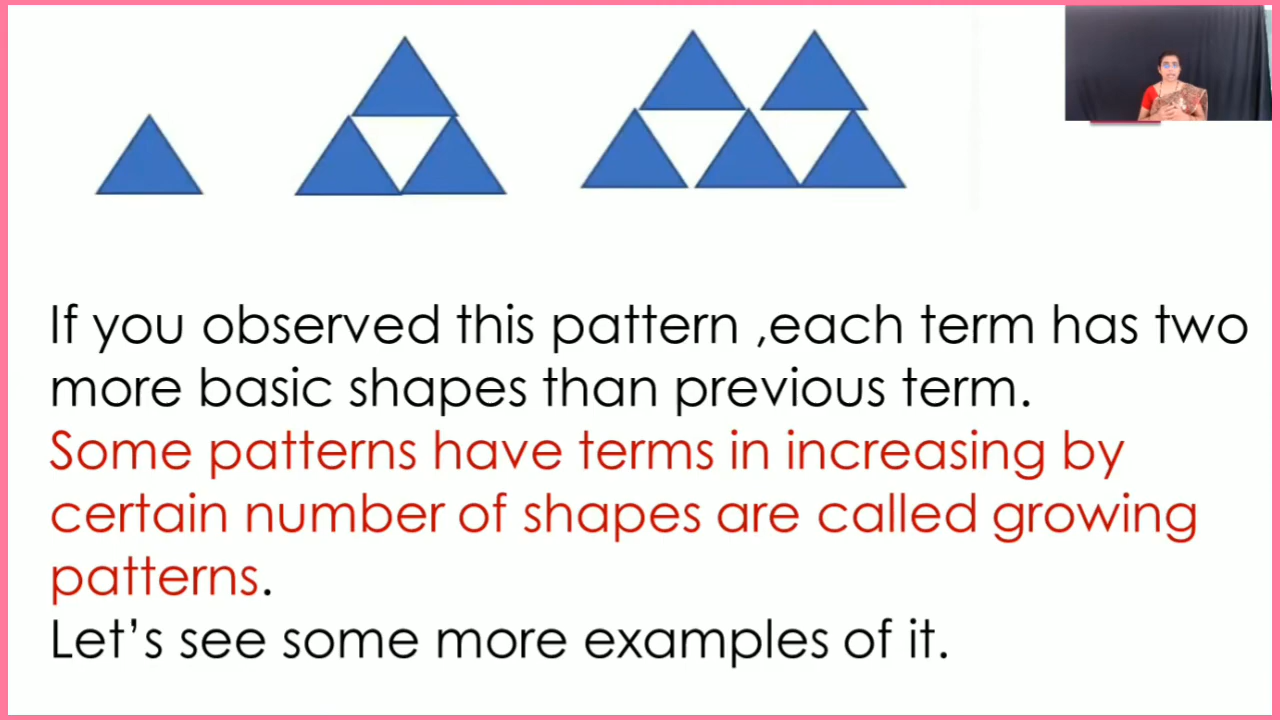 If you observed this pattern ,each term has two
more basic shapes than previous term.
Some patterns have terms in increasing by
certain number of shapes are called growing
patterns.
Let’s see some more examples of it.